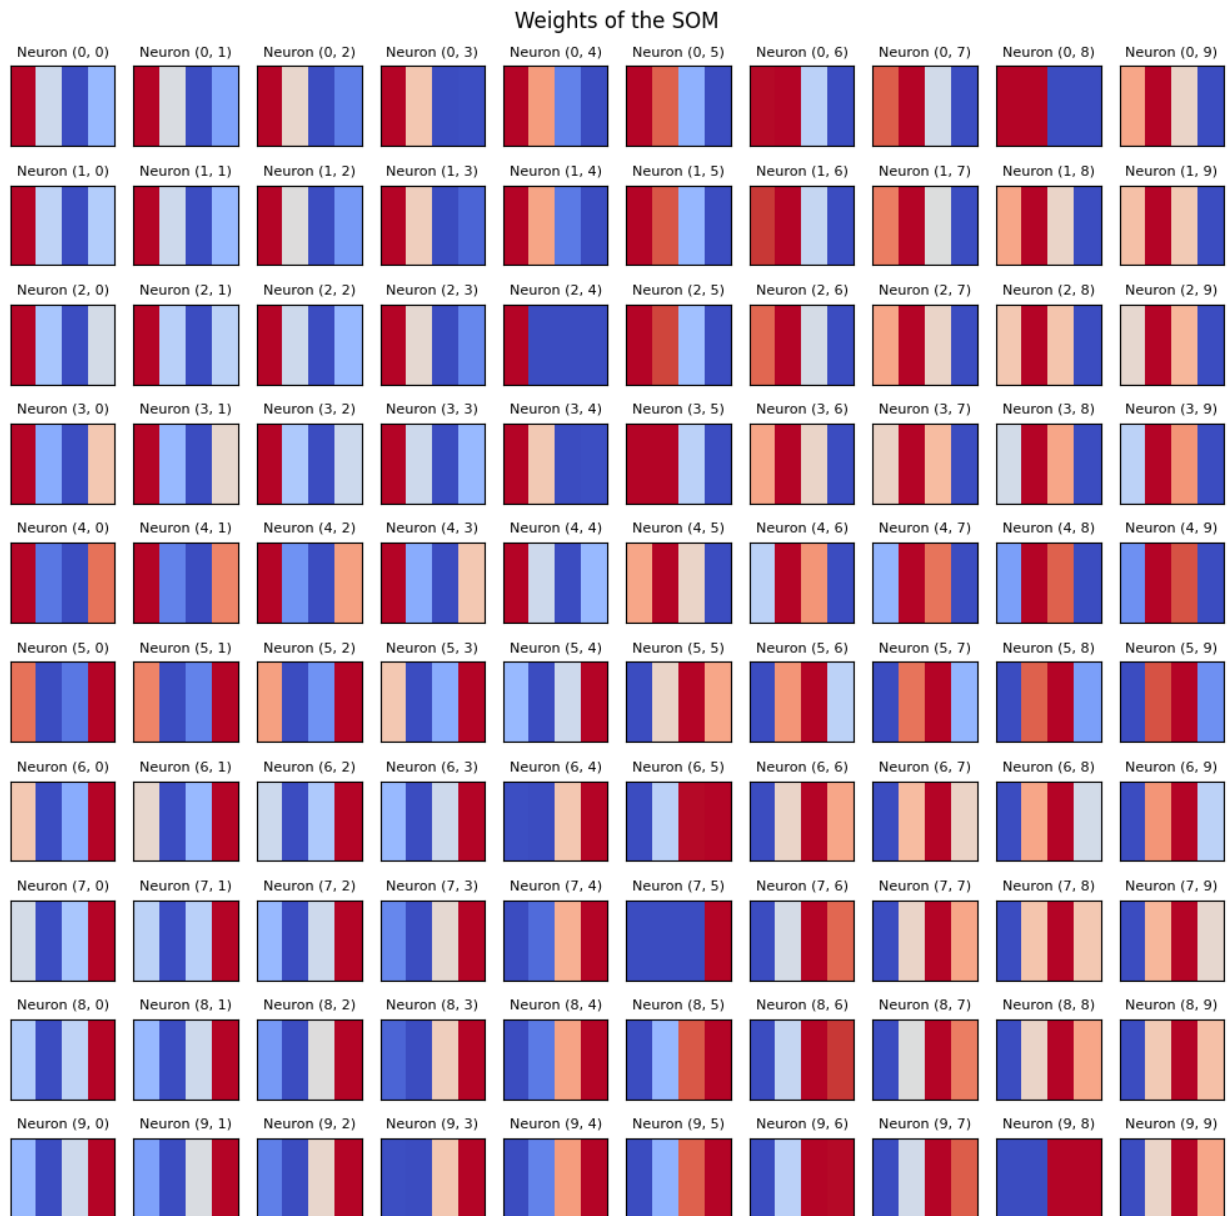 Weights of the SOM
Neuron (0, 0) Neuron (0, 1) Neuron (0, 2) Neuron (0, 3) Neuron (0, 4) Neuron (0, 5) Neuron (0, 6) Neuron (0, 7) Neuron (0, 8) Neuron (0, 9)
Neuron (1, 0) Neuron (1, 1) Neuron (1, 2) Neuron (1, 3) Neuron (1, 4) Neuron (1, 5) Neuron (1, 6) Neuron (1, 7) Neuron (1, 8) Neuron (1, 9)
Neuron (2, 0) Neuron (2, 1) Neuron (2, 2) Neuron (2, 3) Neuron (2, 4) Neuron (2, 5) Neuron (2, 6) Neuron (2, 7) Neuron (2, 8) Neuron (2, 9)
Neuron (3, 0) Neuron (3, 1) Neuron (3, 2) Neuron (3, 3) Neuron (3, 4) Neuron (3, 5) Neuron (3, 6) Neuron (3, 7) Neuron (3, 8) Neuron (3, 9)
Neuron (4, 0) Neuron (4, 1) Neuron (4, 2) Neuron (4, 3) Neuron (4, 4) Neuron (4, 5) Neuron (4, 6) Neuron (4, 7) Neuron (4, 8) Neuron (4, 9)
Neuron (5, 0) Neuron (5, 1) Neuron (5, 2) Neuron (5, 3) Neuron (5, 4) Neuron (5, 5) Neuron (5, 6) Neuron (5, 7) Neuron (5, 8) Neuron (5, 9)
Neuron (6, 0) Neuron (6, 1) Neuron (6, 2) Neuron (6, 3) Neuron (6, 4) Neuron (6, 5) Neuron (6, 6) Neuron (6, 7) Neuron (6, 8) Neuron (6, 9)
Neuron (7, 0) Neuron (7, 1) Neuron (7, 2) Neuron (7, 3) Neuron (7, 4) Neuron (7, 5) Neuron (7, 6) Neuron (7, 7) Neuron (7, 8) Neuron (7, 9)
Neuron (8, 0) Neuron (8, 1) Neuron (8, 2) Neuron (8, 3) Neuron (8, 4) Neuron (8, 5) Neuron (8, 6) Neuron (8, 7) Neuron (8, 8) Neuron (8, 9)
Neuron (9, 0) Neuron (9, 1) Neuron (9, 2) Neuron (9, 3) Neuron (9, 4) Neuron (9, 5) Neuron (9, 6) Neuron (9, 7) Neuron (9, 8) Neuron (9, 9)